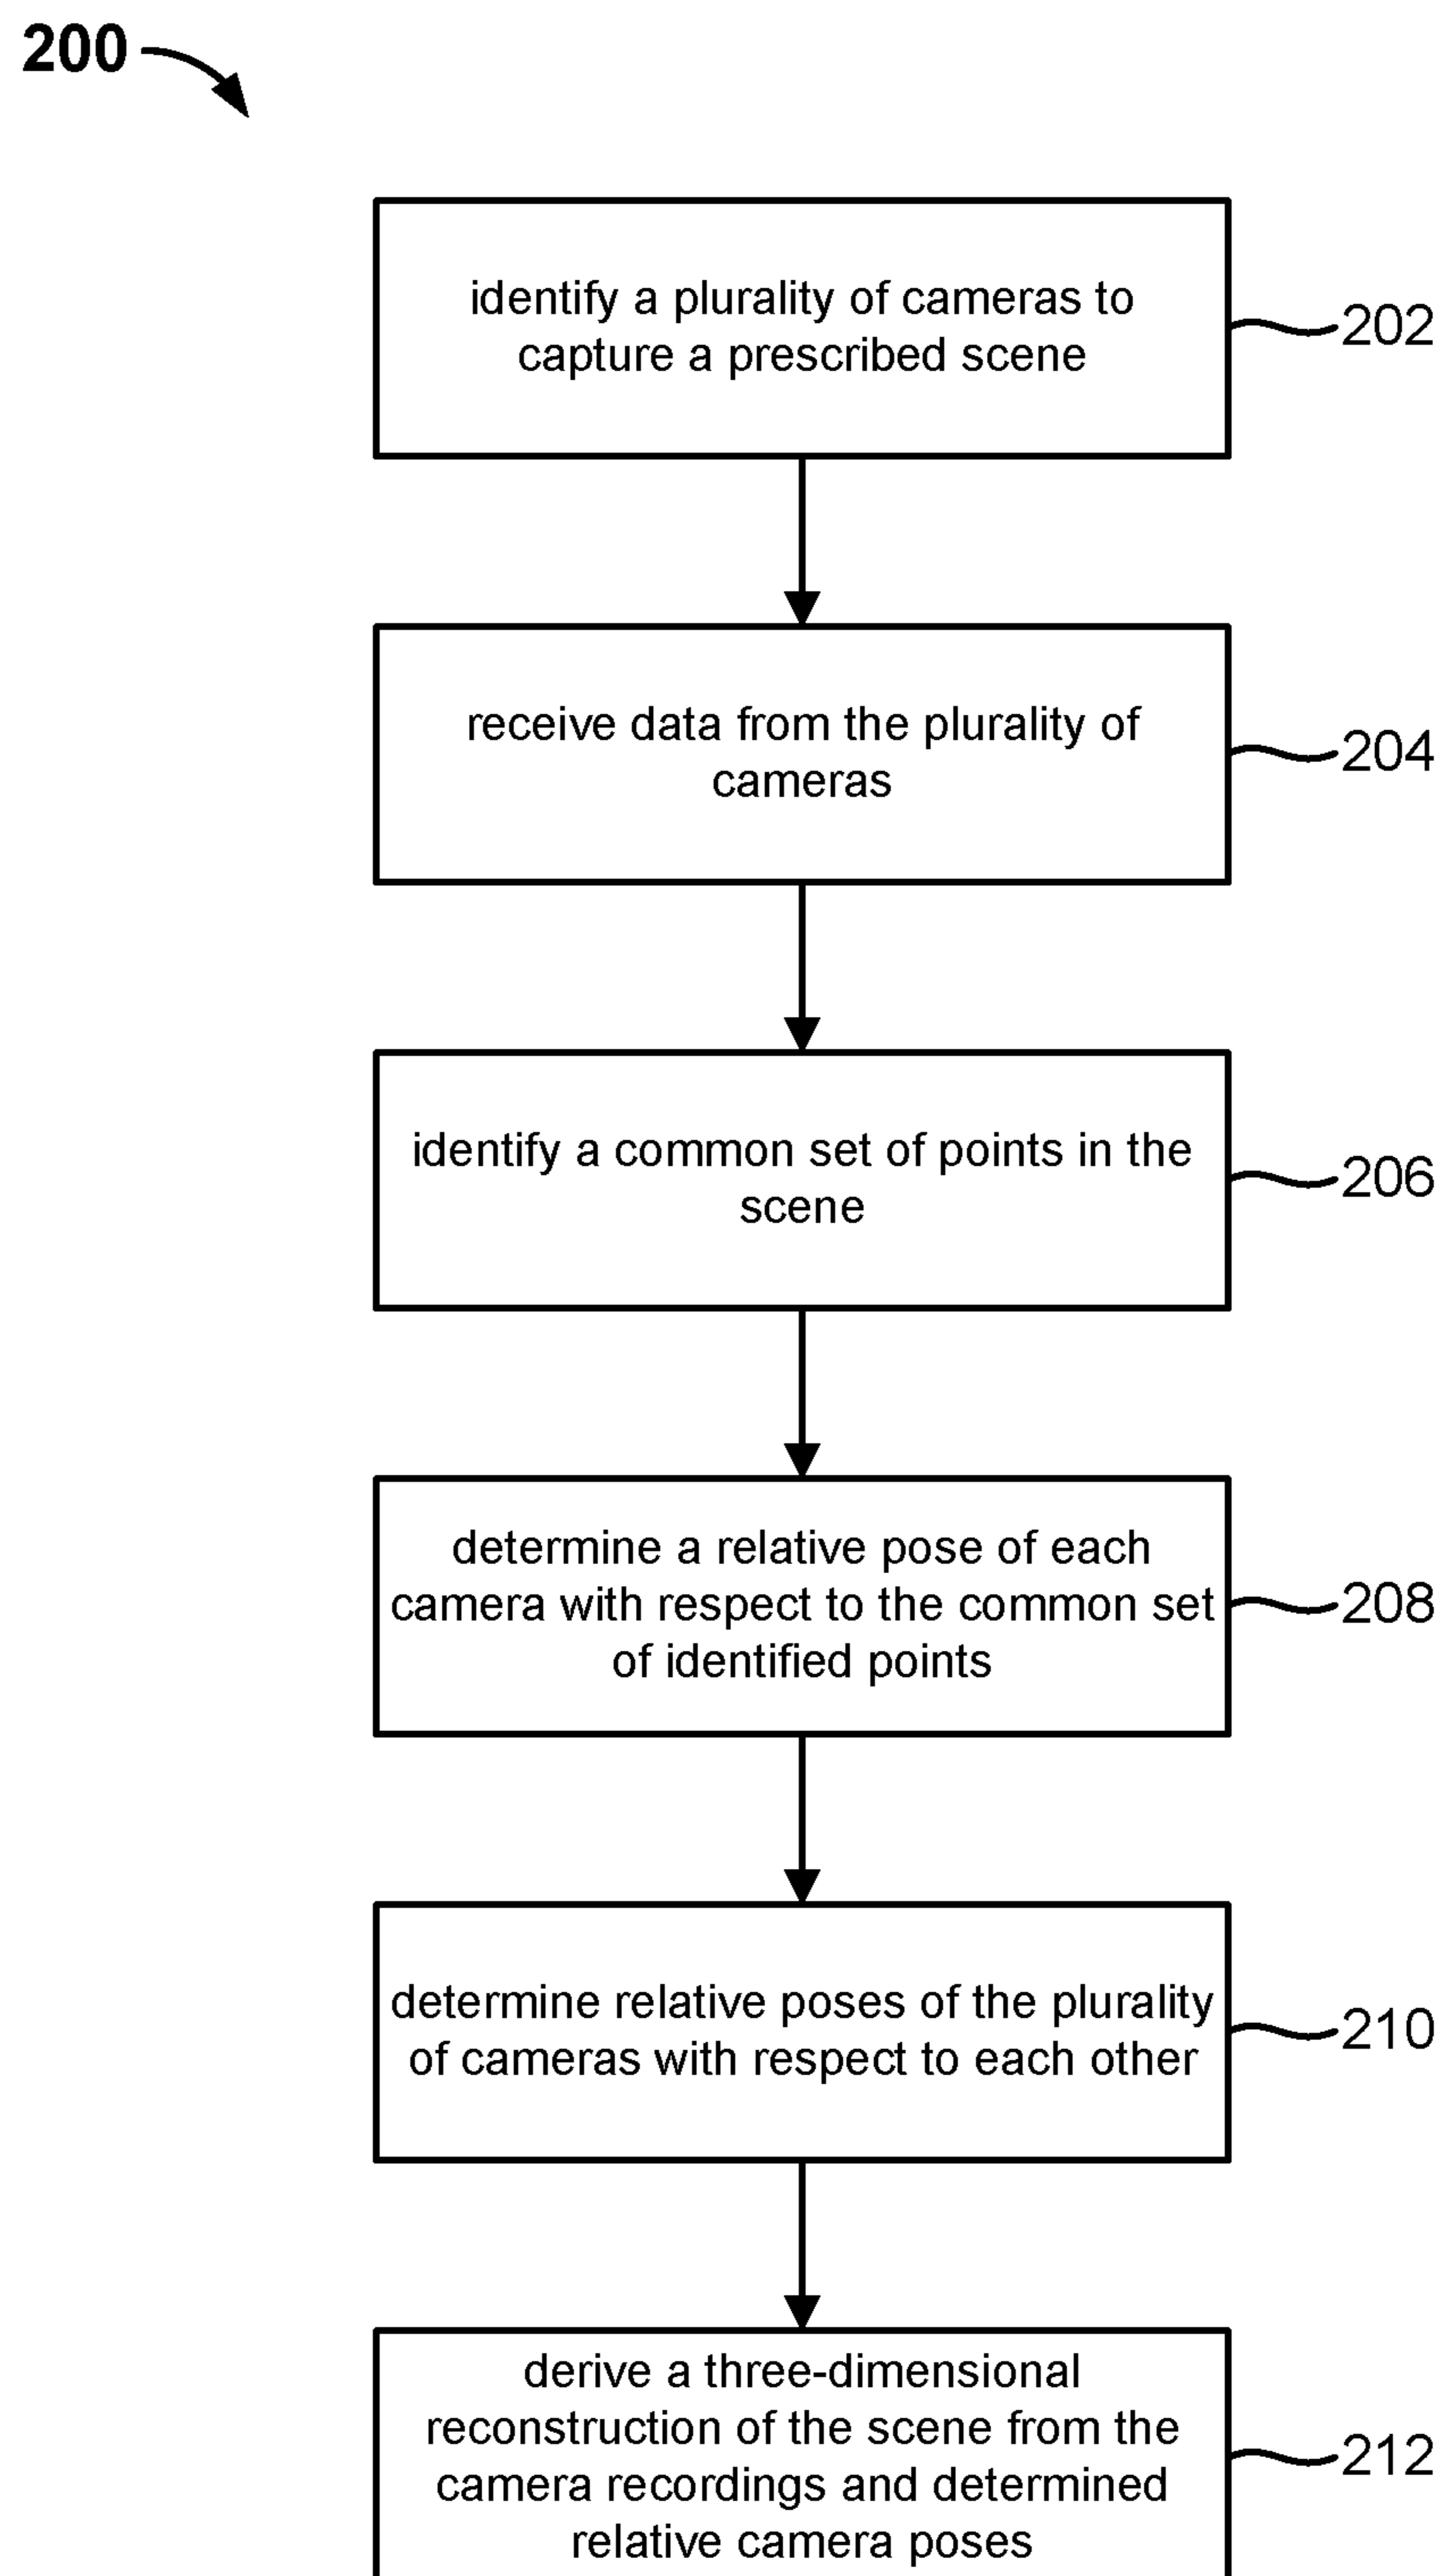 200
identify a plurality of cameras to
capture a prescribed scene
202
receive data from the plurality of
cameras
204
identify a common set of points in the
scene
206
determine a relative pose of each
camera with respect to the common set
of identified points
208
determine relative poses of the plurality
of cameras with respect to each other
210
derive a three-dimensional
reconstruction of the scene from the
camera recordings and determined
relative camera poses
212